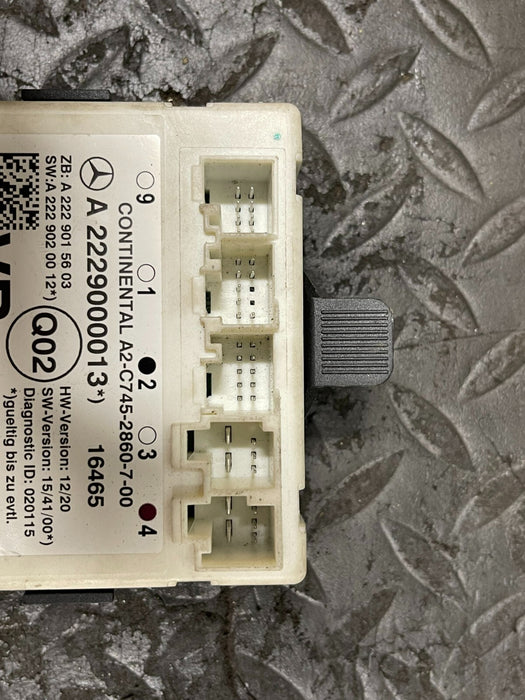 9 1 2 3 4
CONTINENTAL A2-C745-2860-7-00
A 2229000013*) 16465
ZB: A 222 901 56 03
SW:A 222 902 00 12*)
Q02
HW-Version: 12/20
SW-Version: 15/41/00*)
Diagnostic ID: 020115
*)gueltig bis zu evtl.